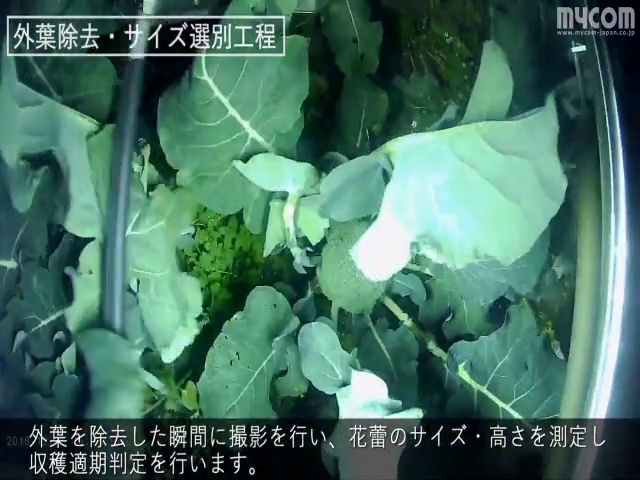 外葉除去・サイズ選別工程
mycom
www.mycom-japan.co.jp
外葉を除去した瞬間に撮影を行い、花蕾のサイズ・高さを測定し
収穫適期判定を行います。